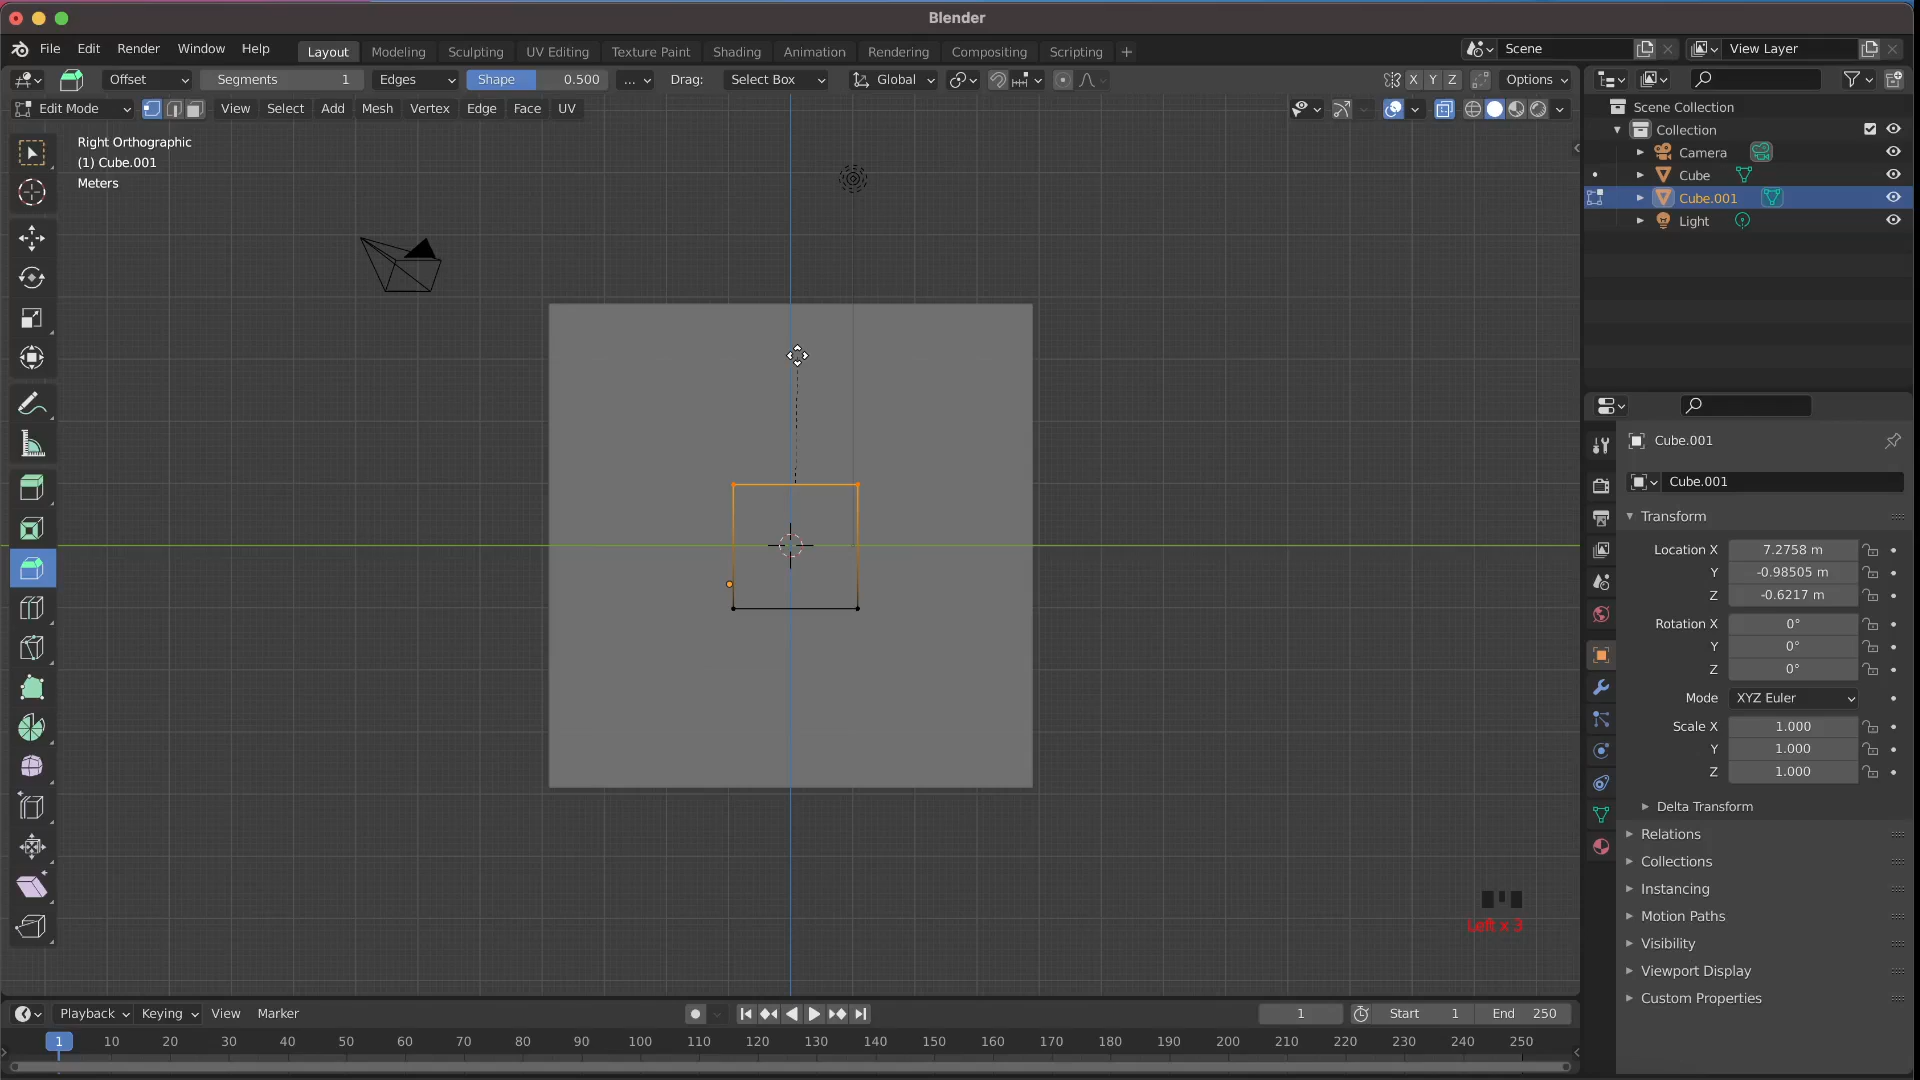 Blender
File Edit Render Window Help Layout Modeling Sculpting UV Editing Texture Paint Shading Animation Rendering Compositing Scripting Scene View Layer
Offset Segments 1 Edges Shape 0.500 ... Drag: Select Box Global X Y Z Options
Edit Mode View Select Add Mesh Vertex Edge Face UV
Right Orthographic
(1) Cube.001
Meters
Scene Collection
Collection
Camera
Cube
Cube.001
Light
Cube.001
Cube.001
Transform
Location X 7.2758 m
Y -0.98505 m
Z -0.6217 m
Rotation X 0°
Y 0°
Z 0°
Mode XYZ Euler
Scale X 1.000
Y 1.000
Z 1.000
Delta Transform
Relations
Collections
Instancing
Motion Paths
Visibility
Viewport Display
Custom Properties
Left x 3
Playback Keying View Marker 1 Start 1 End 250
1 10 20 30 40 50 60 70 80 90 100 110 120 130 140 150 160 170 180 190 200 210 220 230 240 250